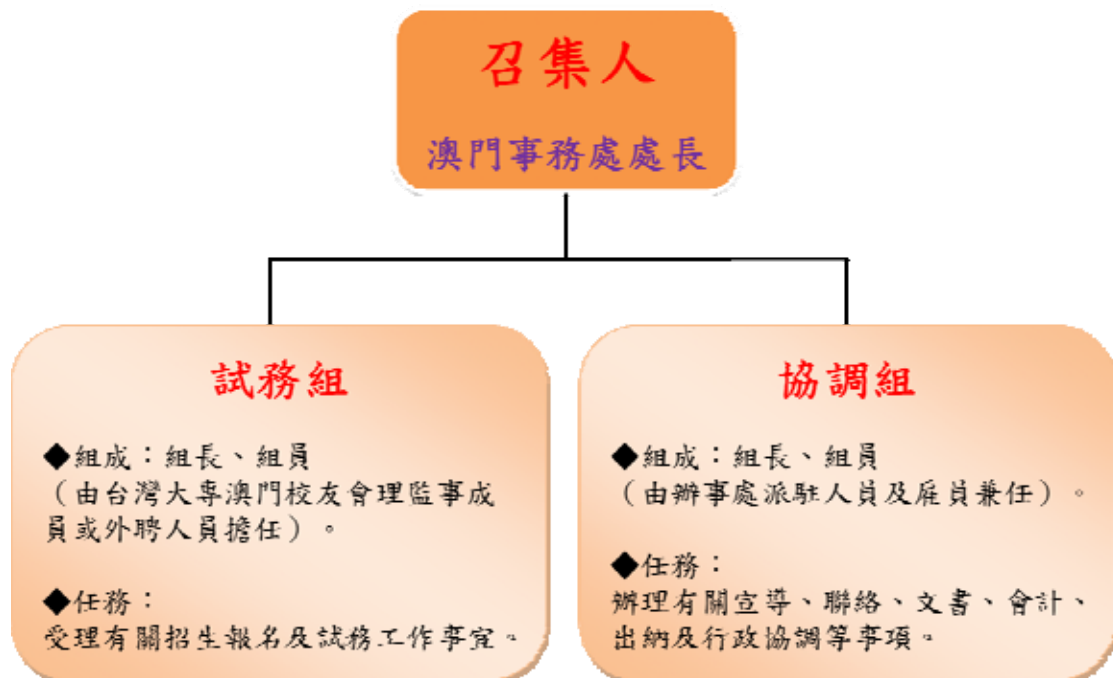 召集人
澳門事務處處長
試務組
◆組成：組長、組員
（由台灣大專澳門校友會理監事成
員或外聘人員擔任）。
◆任務：
受理有關招生報名及試務工作事宜。
協調組
◆組成：組長、組員
（由辦事處派駐人員及雇員兼任）。
◆任務：
辦理有關宣導、聯絡、文書、會計、
出納及行政協調等事項。